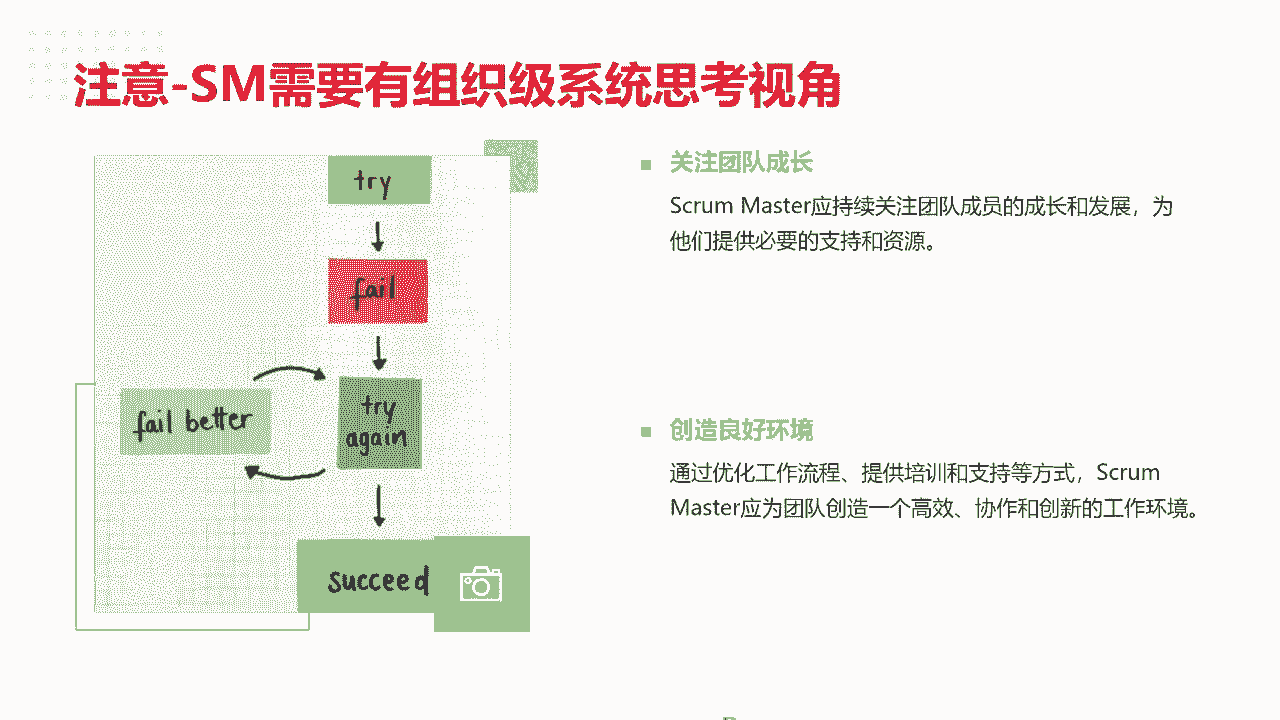 注意-SM需要有组织级系统思考视角
try
fail
fail better
try
again
succeed
关注团队成长
Scrum Master应持续关注团队成员的成长和发展，为
他们提供必要的支持和资源。
创造良好环境
通过优化工作流程、提供培训和支持等方式，Scrum
Master应为团队创造一个高效、协作和创新的工作环境。